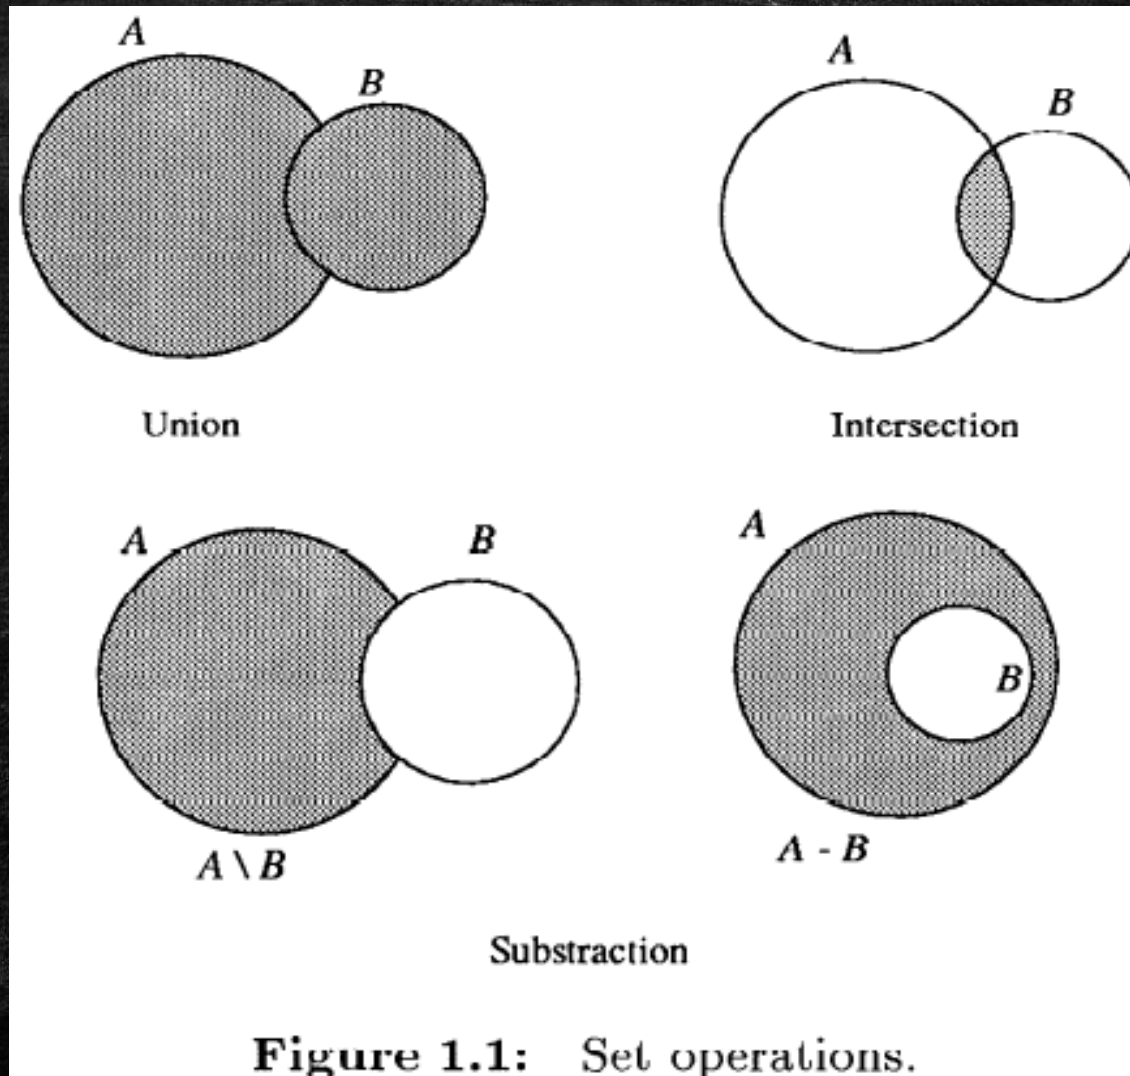 A
B
A
B
Union
Intersection
A
B
A
B
A \ B
A - B
Substraction
Figure 1.1: Set operations.